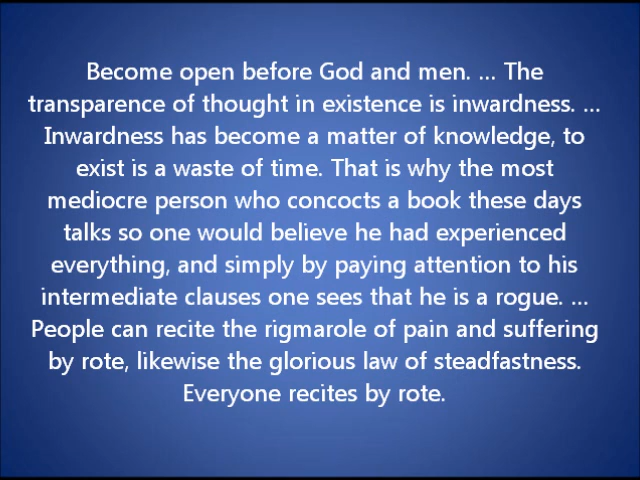 Become open before God and men. ... The
transparence of thought in existence is inwardness. ...
Inwardness has become a matter of knowledge, to
exist is a waste of time. That is why the most
mediocre person who concocts a book these days
talks so one would believe he had experienced
everything, and simply by paying attention to his
intermediate clauses one sees that he is a rogue. ...
People can recite the rigmarole of pain and suffering
by rote, likewise the glorious law of steadfastness.
Everyone recites by rote.